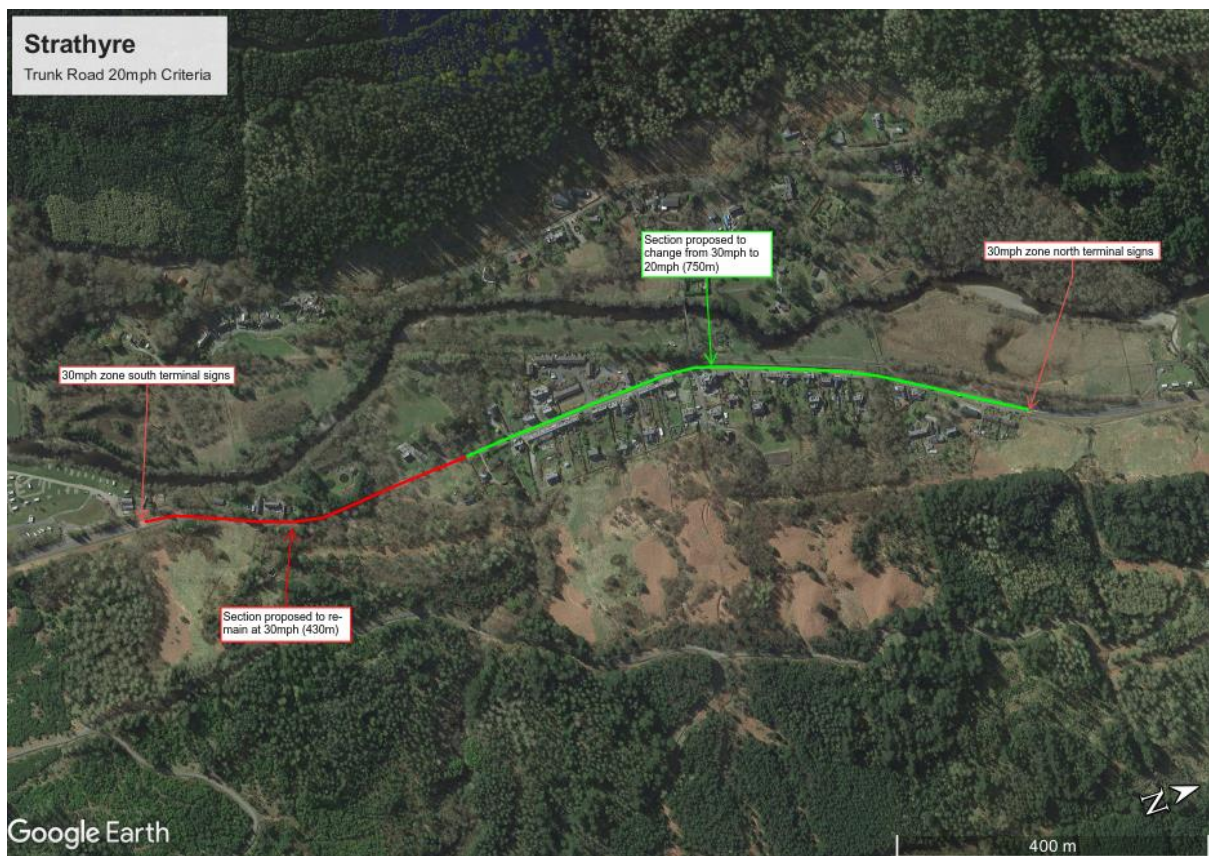 Strathyre
Trunk Road 20mph Criteria
Section proposed to
change from 30mph to
20mph (750m)
30mph zone north terminal signs
30mph zone south terminal signs
Section proposed to re-
main at 30mph (430m)
N
Google Earth
400 m